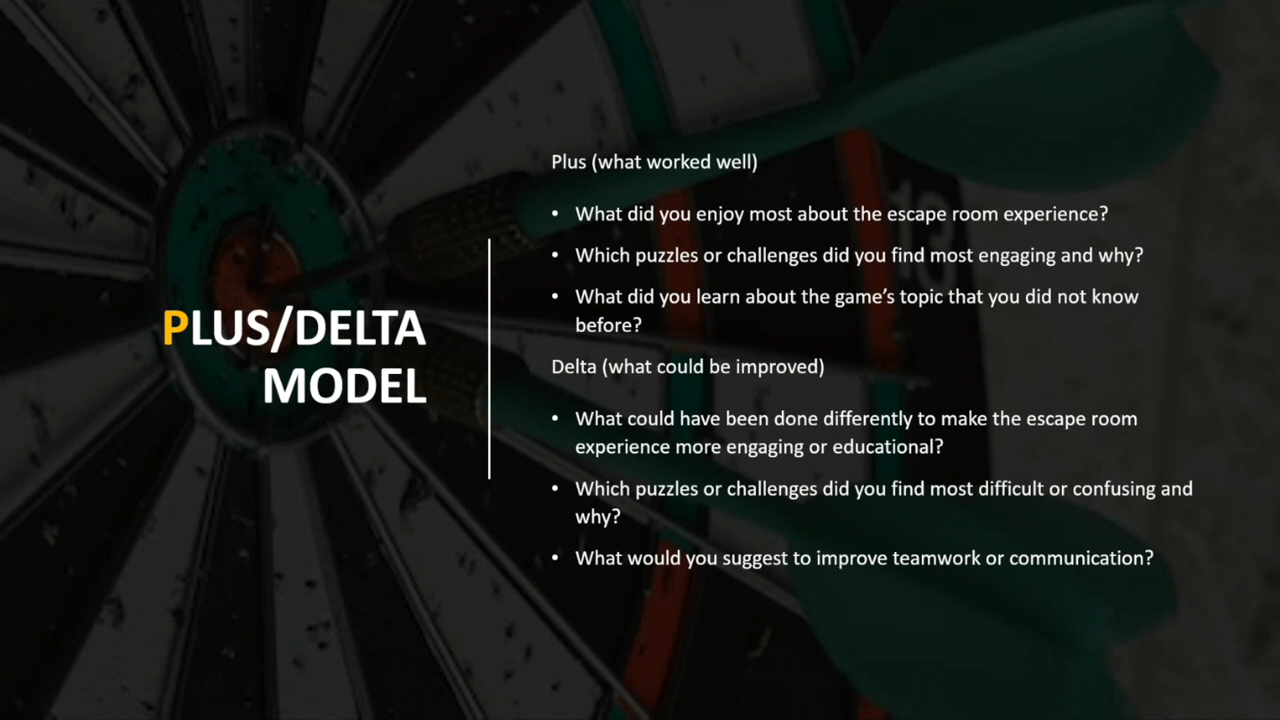 PLUS/DELTA
MODEL
Plus (what worked well)
• What did you enjoy most about the escape room experience?
• Which puzzles or challenges did you find most engaging and why?
• What did you learn about the game’s topic that you did not know
before?
Delta (what could be improved)
• What could have been done differently to make the escape room
experience more engaging or educational?
• Which puzzles or challenges did you find most difficult or confusing and
why?
• What would you suggest to improve teamwork or communication?